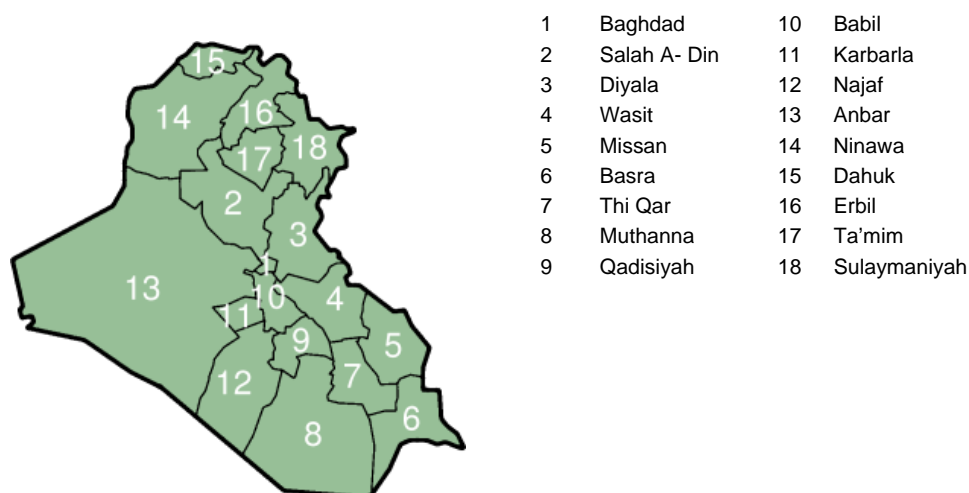 1 Baghdad 10 Babil
2 Salah A- Din 11 Karbarla
3 Diyala 12 Najaf
4 Wasit 13 Anbar
5 Missan 14 Ninawa
6 Basra 15 Dahuk
7 Thi Qar 16 Erbil
8 Muthanna 17 Ta’mim
9 Qadisiyah 18 Sulaymaniyah
15
14
16
18
17
2
3
1
13
10
4
11
9
5
12
7
6
8